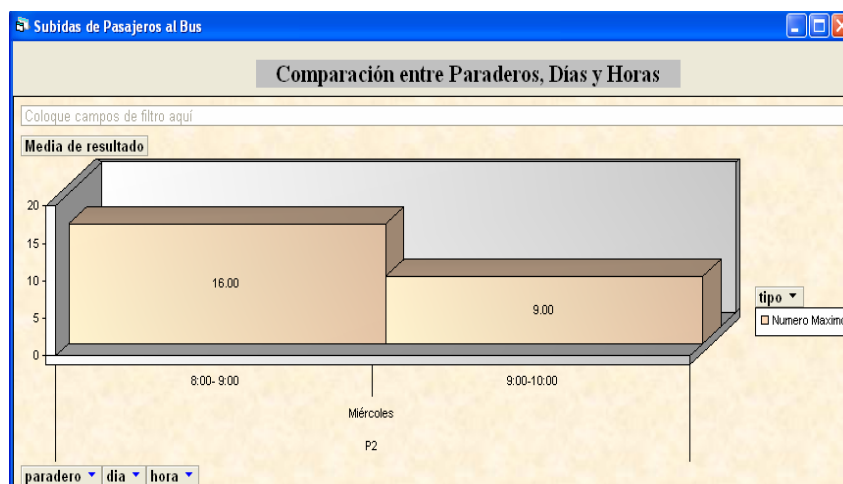 Subidas de Pasajeros al Bus
Comparación entre Paraderos, Días y Horas
Coloque campos de filtro aquí
Media de resultado
20
15
10
5
0
16.00
9.00
tipo
Numero Maximo
8:00- 9:00
9:00-10:00
Miércoles
P2
paradero dia hora